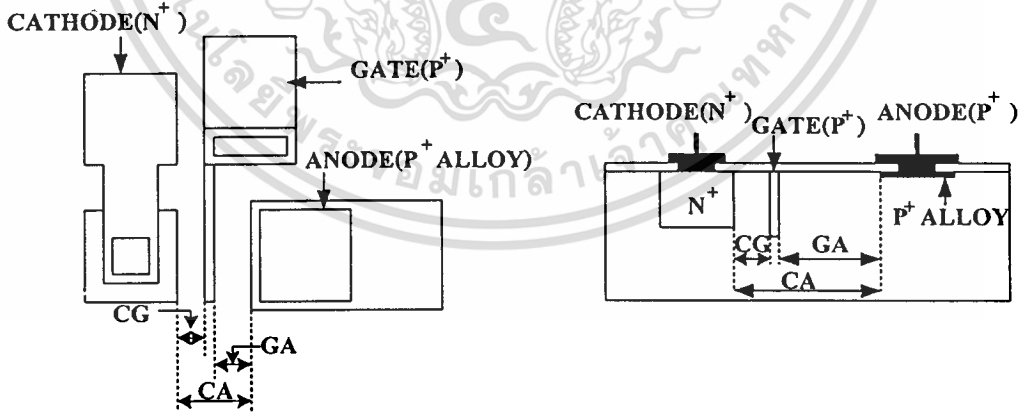 CATHODE(N+)
GATE(P+)
ANODE(P+ ALLOY)
CG
GA
CA
CATHODE(N+)
GATE(P+)
ANODE(P+)
N+
P+ ALLOY
CG
GA
CA